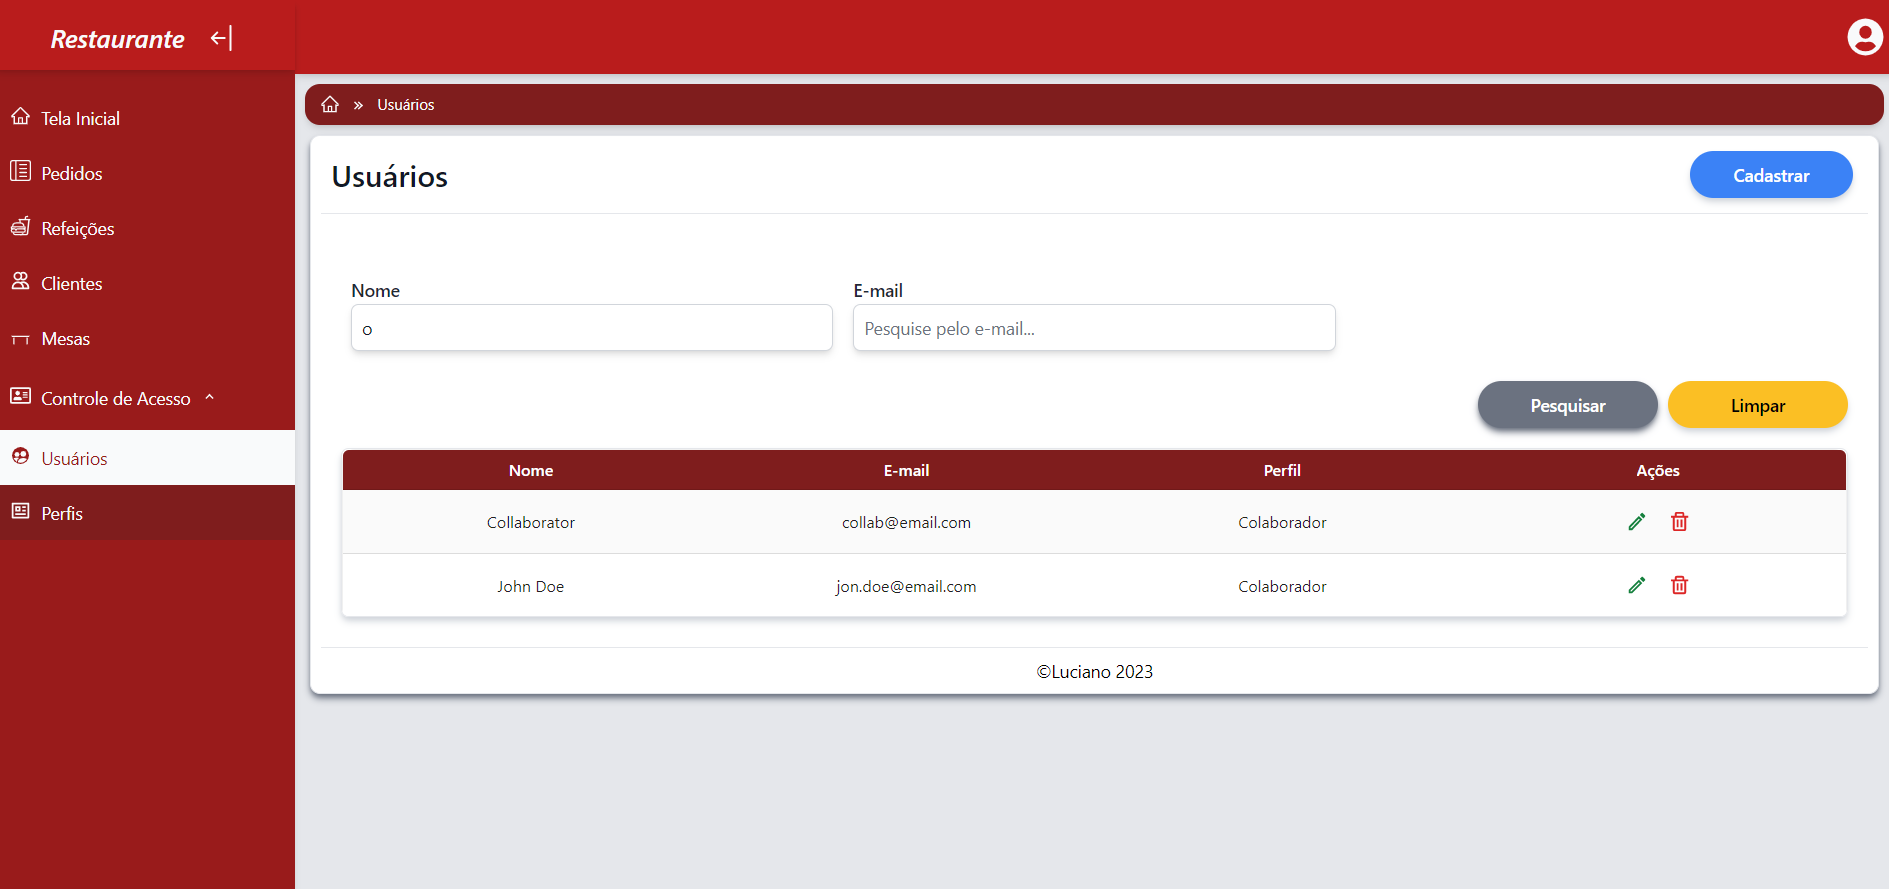 Restaurante
Tela Inicial
Pedidos
Refeições
Clientes
Mesas
Controle de Acesso
Usuários
Perfis
» Usuários
Usuários
Cadastrar
Nome
E-mail
o
Pesquise pelo e-mail...
Pesquisar
Limpar
Nome E-mail Perfil Ações
Collaborator collab@email.com Colaborador
John Doe jon.doe@email.com Colaborador
©Luciano 2023